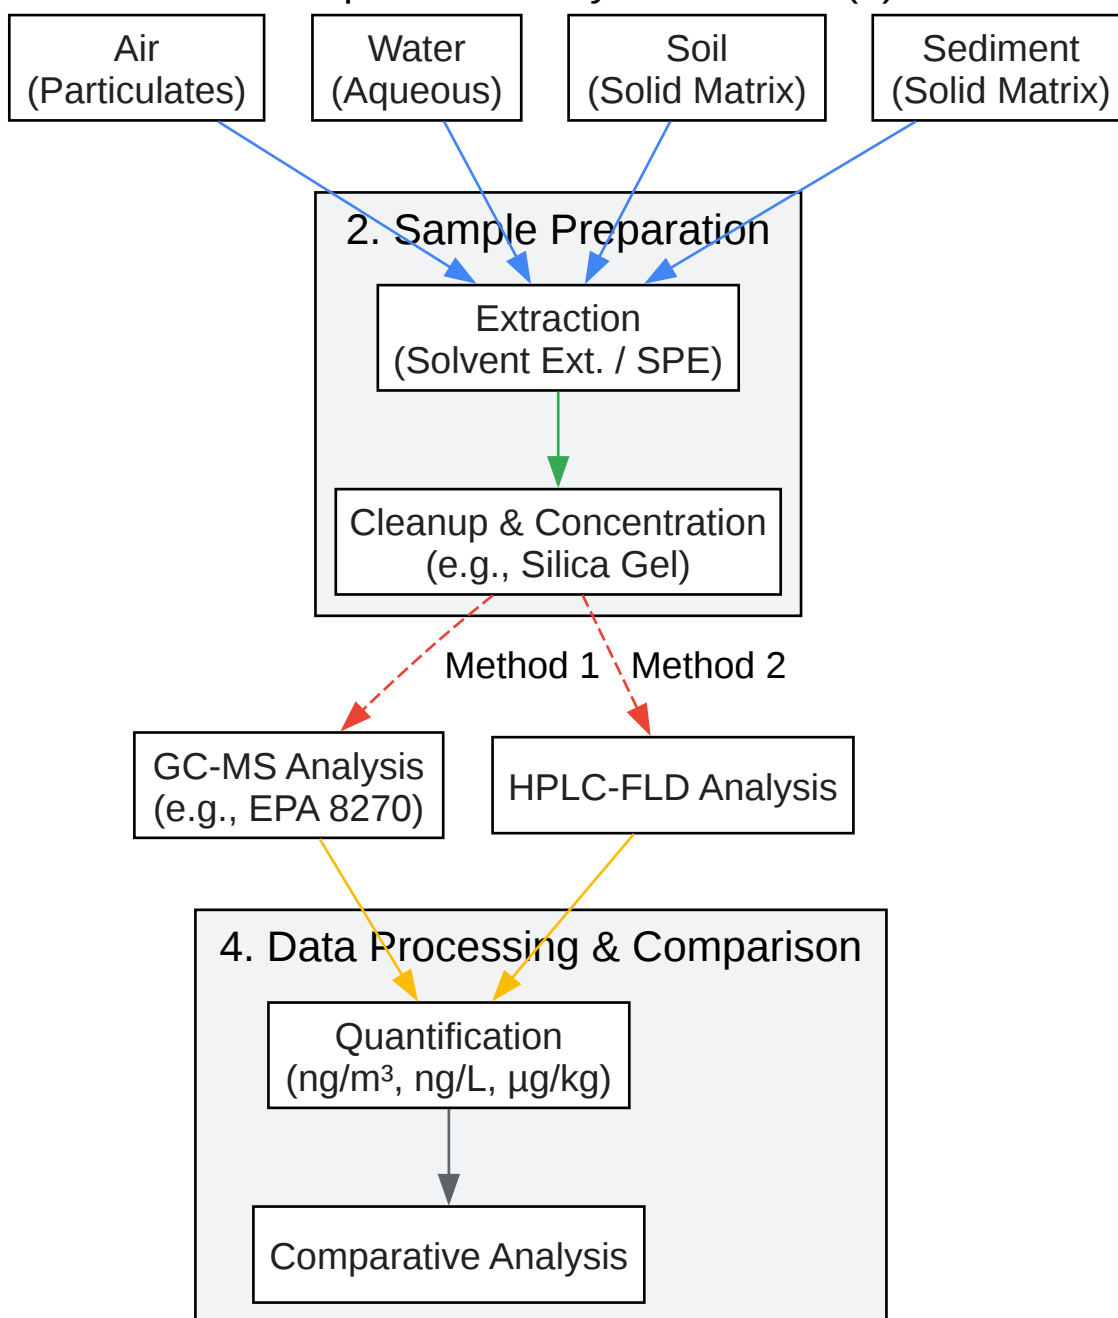 Air
(Particulates)
Water
(Aqueous)
Soil
(Solid Matrix)
Sediment
(Solid Matrix)
2. Sample Preparation
Extraction
(Solvent Ext. / SPE)
Cleanup & Concentration
(e.g., Silica Gel)
Method 1
Method 2
GC-MS Analysis
(e.g., EPA 8270)
HPLC-FLD Analysis
4. Data Processing & Comparison
Quantification
(ng/m³, ng/L, µg/kg)
Comparative Analysis